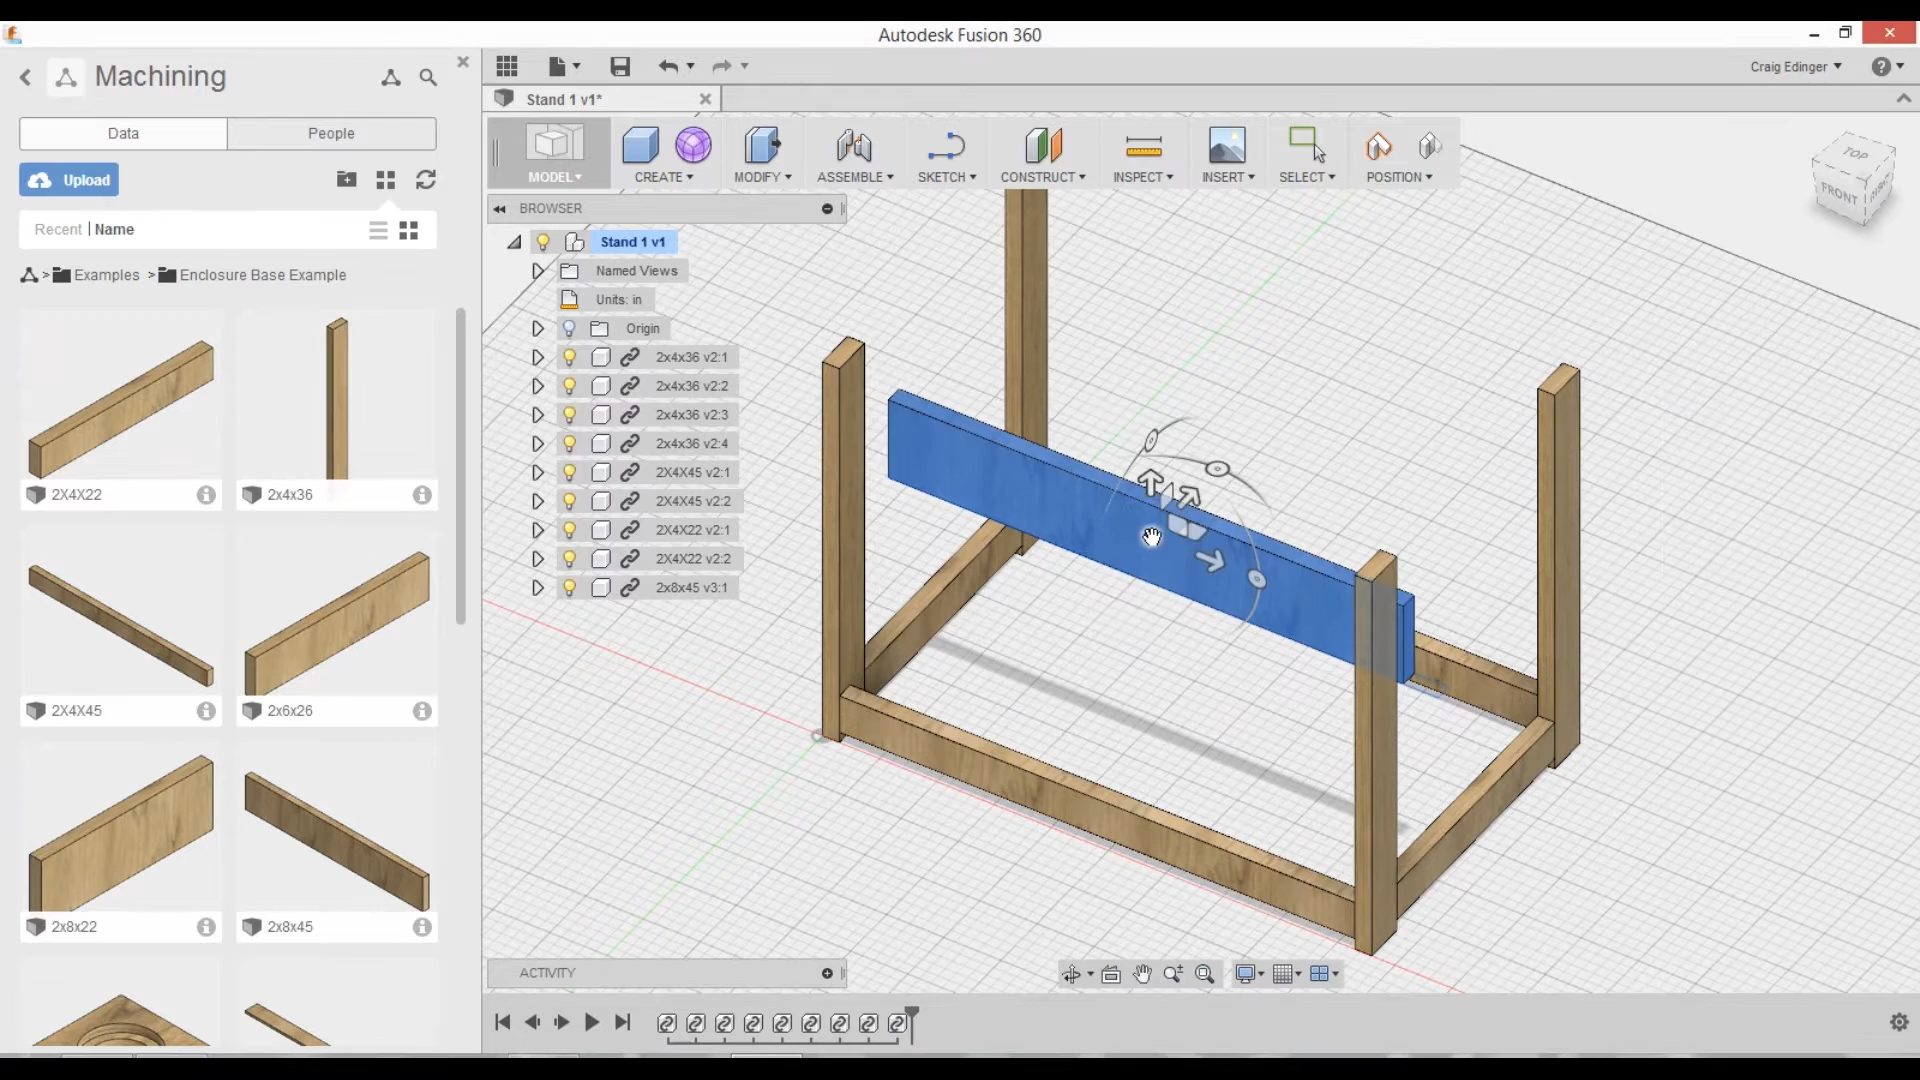 Autodesk Fusion 360
Machining
Craig Edinger
Stand 1 v1*
Data
People
MODEL
CREATE
MODIFY
ASSEMBLE
SKETCH
CONSTRUCT
INSPECT
INSERT
SELECT
POSITION
TOP
FRONT
RIGHT
Upload
BROWSER
Recent | Name
Stand 1 v1
Named Views
> Examples > Enclosure Base Example
Units: in
Origin
2x4x36 v2:1
2x4x36 v2:2
2x4x36 v2:3
2x4x36 v2:4
2X4X45 v2:1
2X4X45 v2:2
2X4X22 v2:1
2X4X22 v2:2
2x8x45 v3:1
2X4X22
2x4x36
2X4X45
2x6x26
2x8x22
2x8x45
ACTIVITY